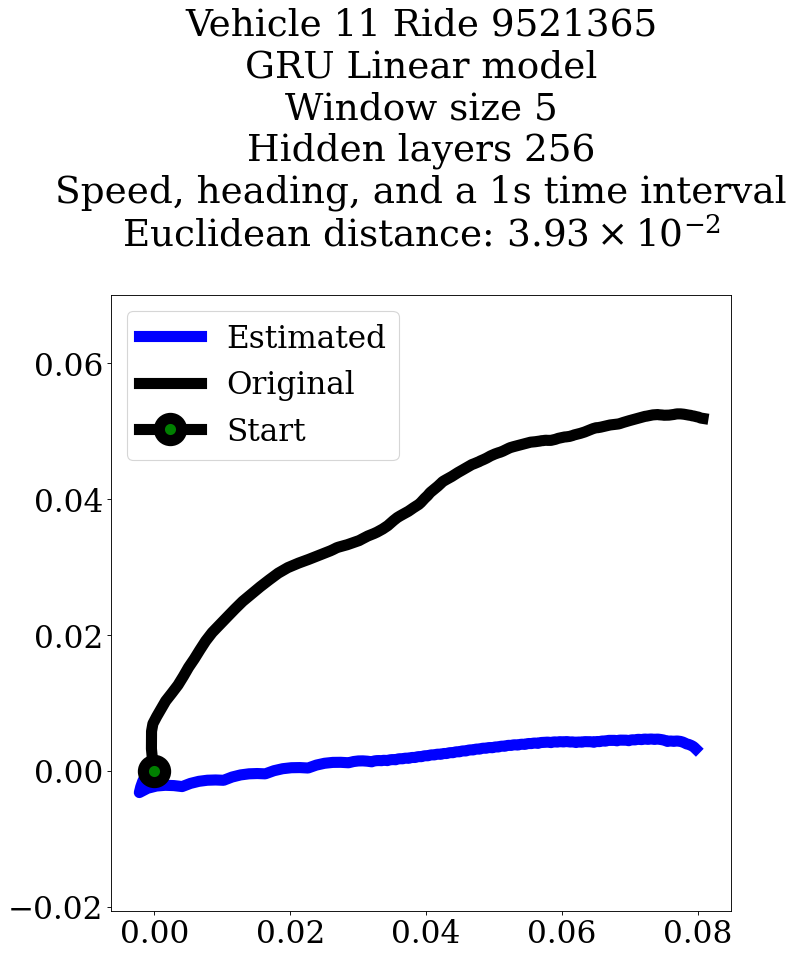 Vehicle 11 Ride 9521365
GRU Linear model
Window size 5
Hidden layers 256
Speed, heading, and a 1s time interval
Euclidean distance: 3.93 × 10⁻²
Estimated
Original
Start
0.06
0.04
0.02
0.00
−0.02
0.00 0.02 0.04 0.06 0.08